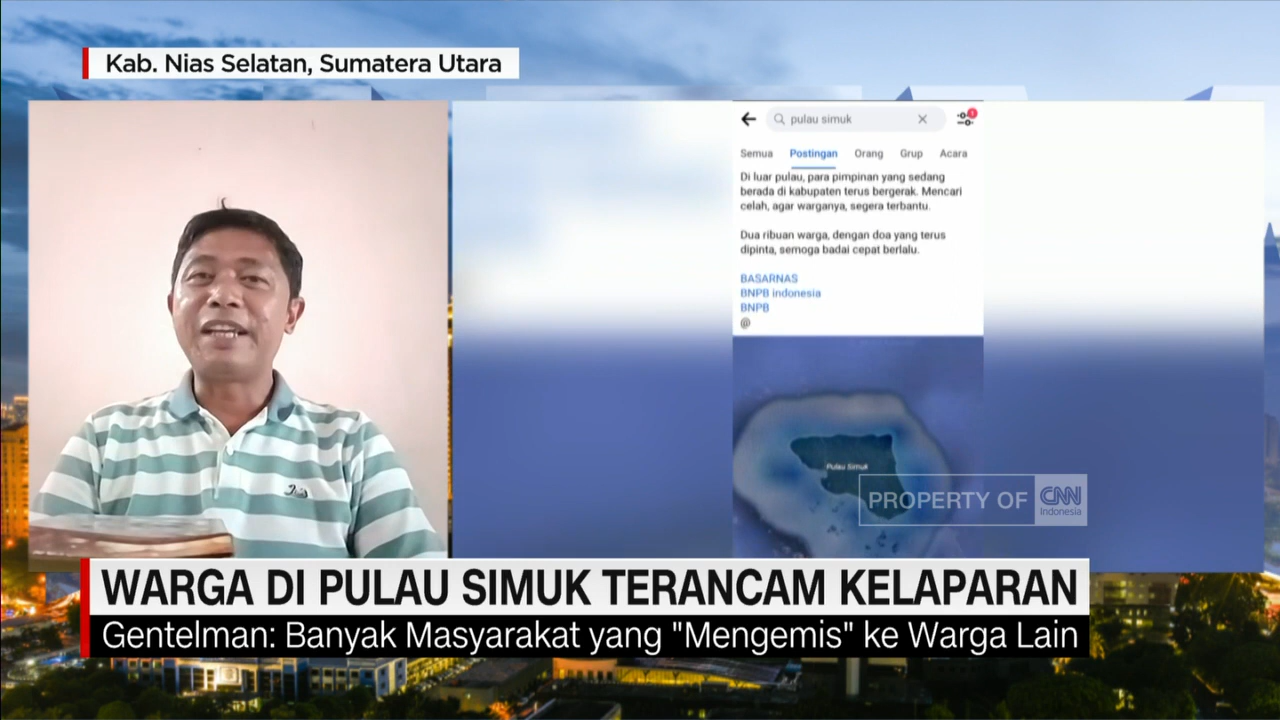 Kab. Nias Selatan, Sumatera Utara
pulau simuk
1
Semua Postingan Orang Grup Acara
Di luar pulau, para pimpinan yang sedang
berada di kabupaten terus bergerak. Mencari
celah, agar warganya, segera terbantu.
Dua ribuan warga, dengan doa yang terus
dipinta, semoga badai cepat berlalu.
BASARNAS
BNPB indonesia
BNPB
@
Pulau Simuk
PROPERTY OF CNN Indonesia
WARGA DI PULAU SIMUK TERANCAM KELAPARAN
Gentelman: Banyak Masyarakat yang "Mengemis" ke Warga Lain